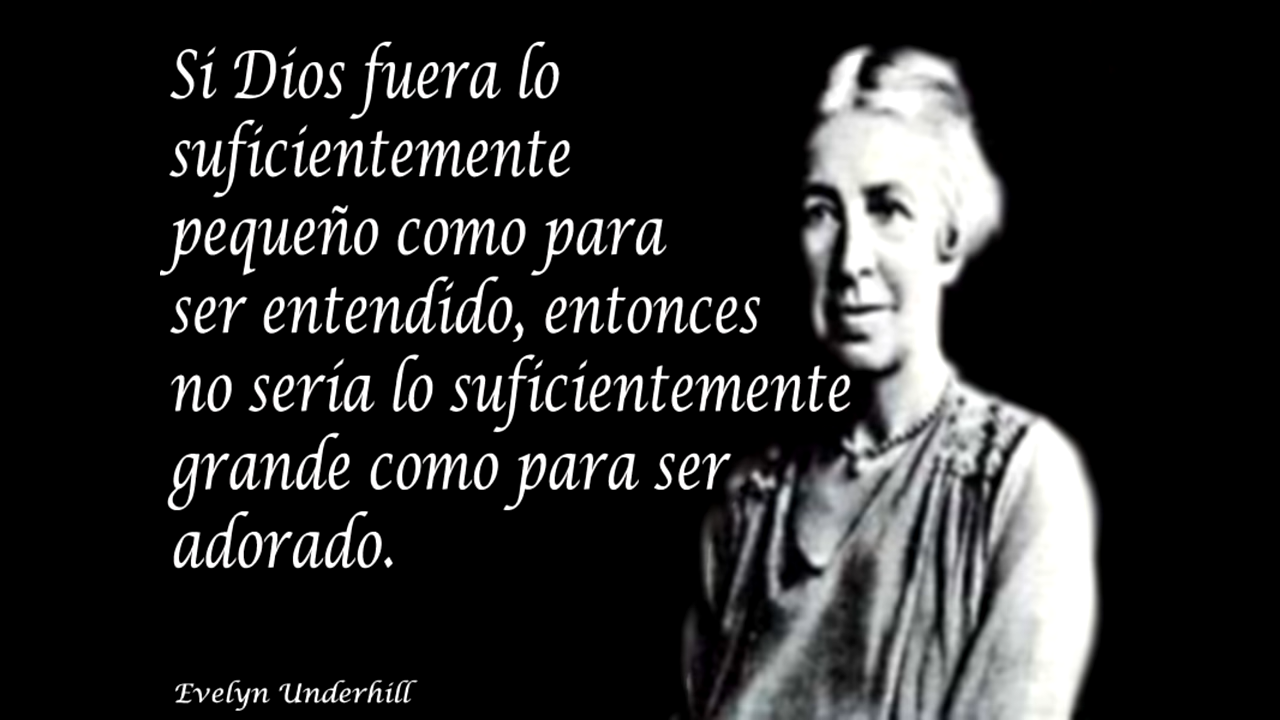 Si Dios fuera lo
suficientemente
pequeño como para
ser entendido, entonces
no sería lo suficientemente
grande como para ser
adorado.
Evelyn Underhill